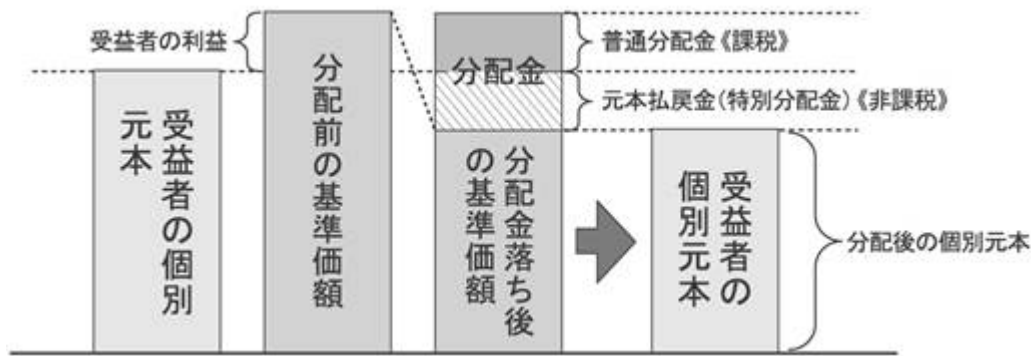 受益者の利益
受益者の個別
元本
分配前の基準価額
分配金
分配金落ち後
の基準価額
普通分配金《課税》
元本払戻金(特別分配金)《非課税》
受益者の
個別元本
分配後の個別元本